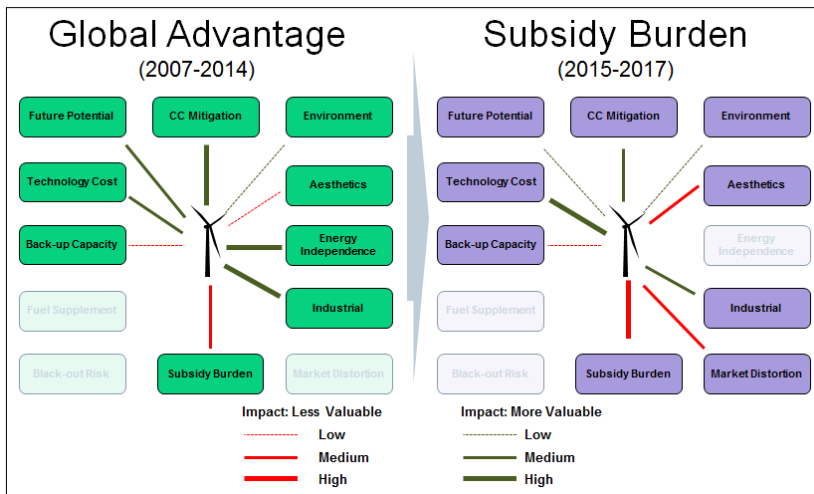 Global Advantage
(2007-2014)
Future Potential
CC Mitigation
Environment
Technology Cost
Aesthetics
Back-up Capacity
Energy
Independence
Fuel Supplement
Industrial
Black-out Risk
Subsidy Burden
Market Distortion
Subsidy Burden
(2015-2017)
Future Potential
CC Mitigation
Environment
Technology Cost
Aesthetics
Back-up Capacity
Energy
Independence
Fuel Supplement
Industrial
Black-out Risk
Subsidy Burden
Market Distortion
Impact: Less Valuable
Low
Medium
High
Impact: More Valuable
Low
Medium
High